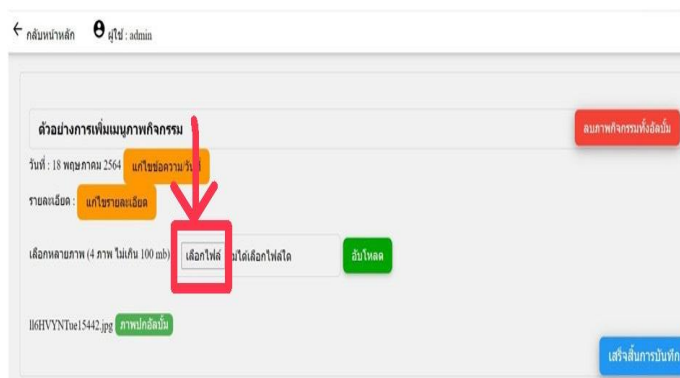 ← กลับหน้าหลัก ผู้ใช้ : admin
ตัวอย่างการเพิ่มเมนูภาพกิจกรรม ลบภาพกิจกรรมทั้งอัลบั้ม
วันที่ : 18 พฤษภาคม 2564 แก้ไขข้อความ/วันที่
รายละเอียด : แก้ไขรายละเอียด
เลือกหลายภาพ (4 ภาพ ไม่เกิน 100 mb) เลือกไฟล์ ไม่ได้เลือกไฟล์ใด อัปโหลด
ภาพปกอัลบั้ม
เสร็จสิ้นการบันทึก